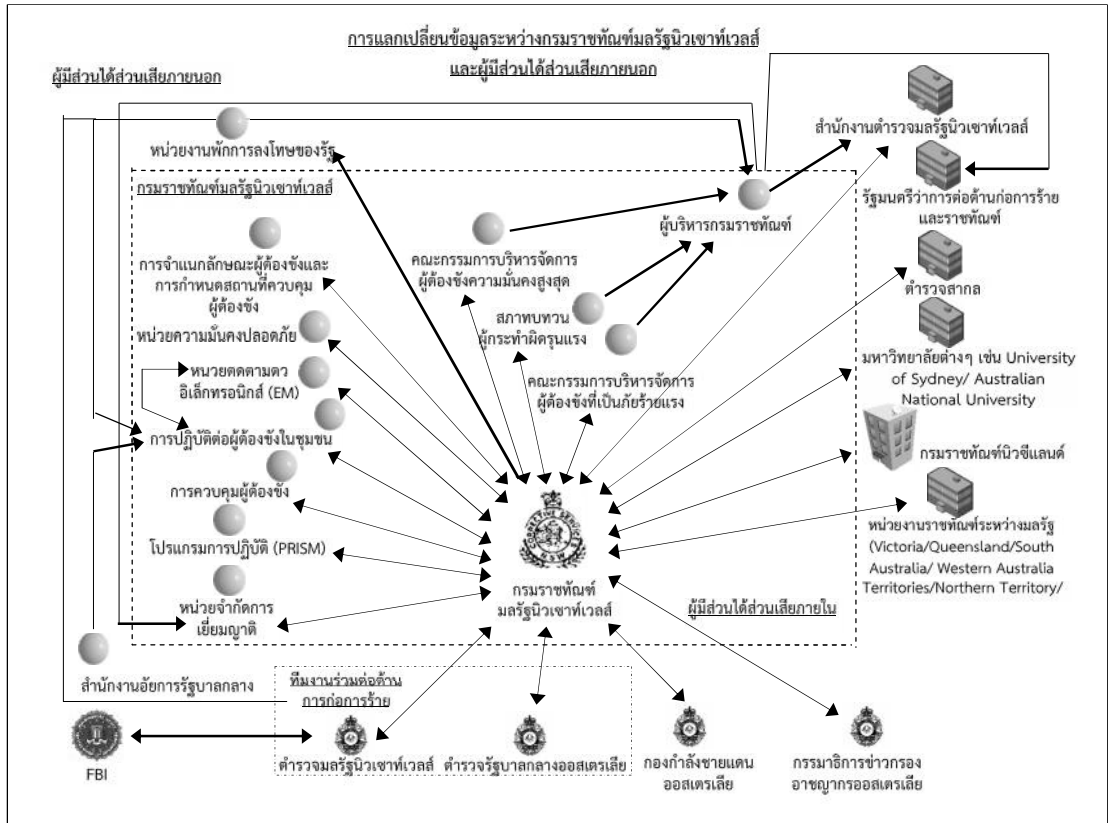 การแลกเปลี่ยนข้อมูลระหว่างกรมราชทัณฑ์มลรัฐนิวเซาท์เวลส์
และผู้มีส่วนได้ส่วนเสียภายนอก
ผู้มีส่วนได้ส่วนเสียภายนอก
หน่วยงานพักการลงโทษของรัฐ
สำนักงานตำรวจมลรัฐนิวเซาท์เวลส์
กรมราชทัณฑ์มลรัฐนิวเซาท์เวลส์
รัฐมนตรีว่าการต่อต้านก่อการร้าย
และราชทัณฑ์
ผู้บริหารกรมราชทัณฑ์
การจำแนกลักษณะผู้ต้องขังและ
การกำหนดสถานที่ควบคุม
ผู้ต้องขัง
คณะกรรมการบริหารจัดการ
ผู้ต้องขังความมั่นคงสูงสุด
ตำรวจสากล
สภาทบทวน
ผู้กระทำผิดรุนแรง
หน่วยความมั่นคงปลอดภัย
มหาวิทยาลัยต่างๆ เช่น University
of Sydney/ Australian
National University
หนวยตดตามตว
อิเล็กทรอนิกส์ (EM)
คณะกรรมการบริหารจัดการ
ผู้ต้องขังที่เป็นภัยร้ายแรง
การปฏิบัติต่อผู้ต้องขังในชุมชน
กรมราชทัณฑ์นิวซีแลนด์
การควบคุมผู้ต้องขัง
โปรแกรมการปฏิบัติ (PRISM)
CORRECTIVE SERVICES
NSW
หน่วยงานราชทัณฑ์ระหว่างมลรัฐ
(Victoria/Queensland/South
Australia/ Western Australia
Territories/Northern Territory/
หน่วยจำกัดการ
เยี่ยมญาติ
กรมราชทัณฑ์
มลรัฐนิวเซาท์เวลส์
ผู้มีส่วนได้ส่วนเสียภายใน
สำนักงานอัยการรัฐบาลกลาง
ทีมงานร่วมต่อต้าน
การก่อการร้าย
FBI
ตำรวจมลรัฐนิวเซาท์เวลส์
ตำรวจรัฐบาลกลางออสเตรเลีย
กองกำลังชายแดน
ออสเตรเลีย
กรรมาธิการข่าวกรอง
อาชญากรออสเตรเลีย